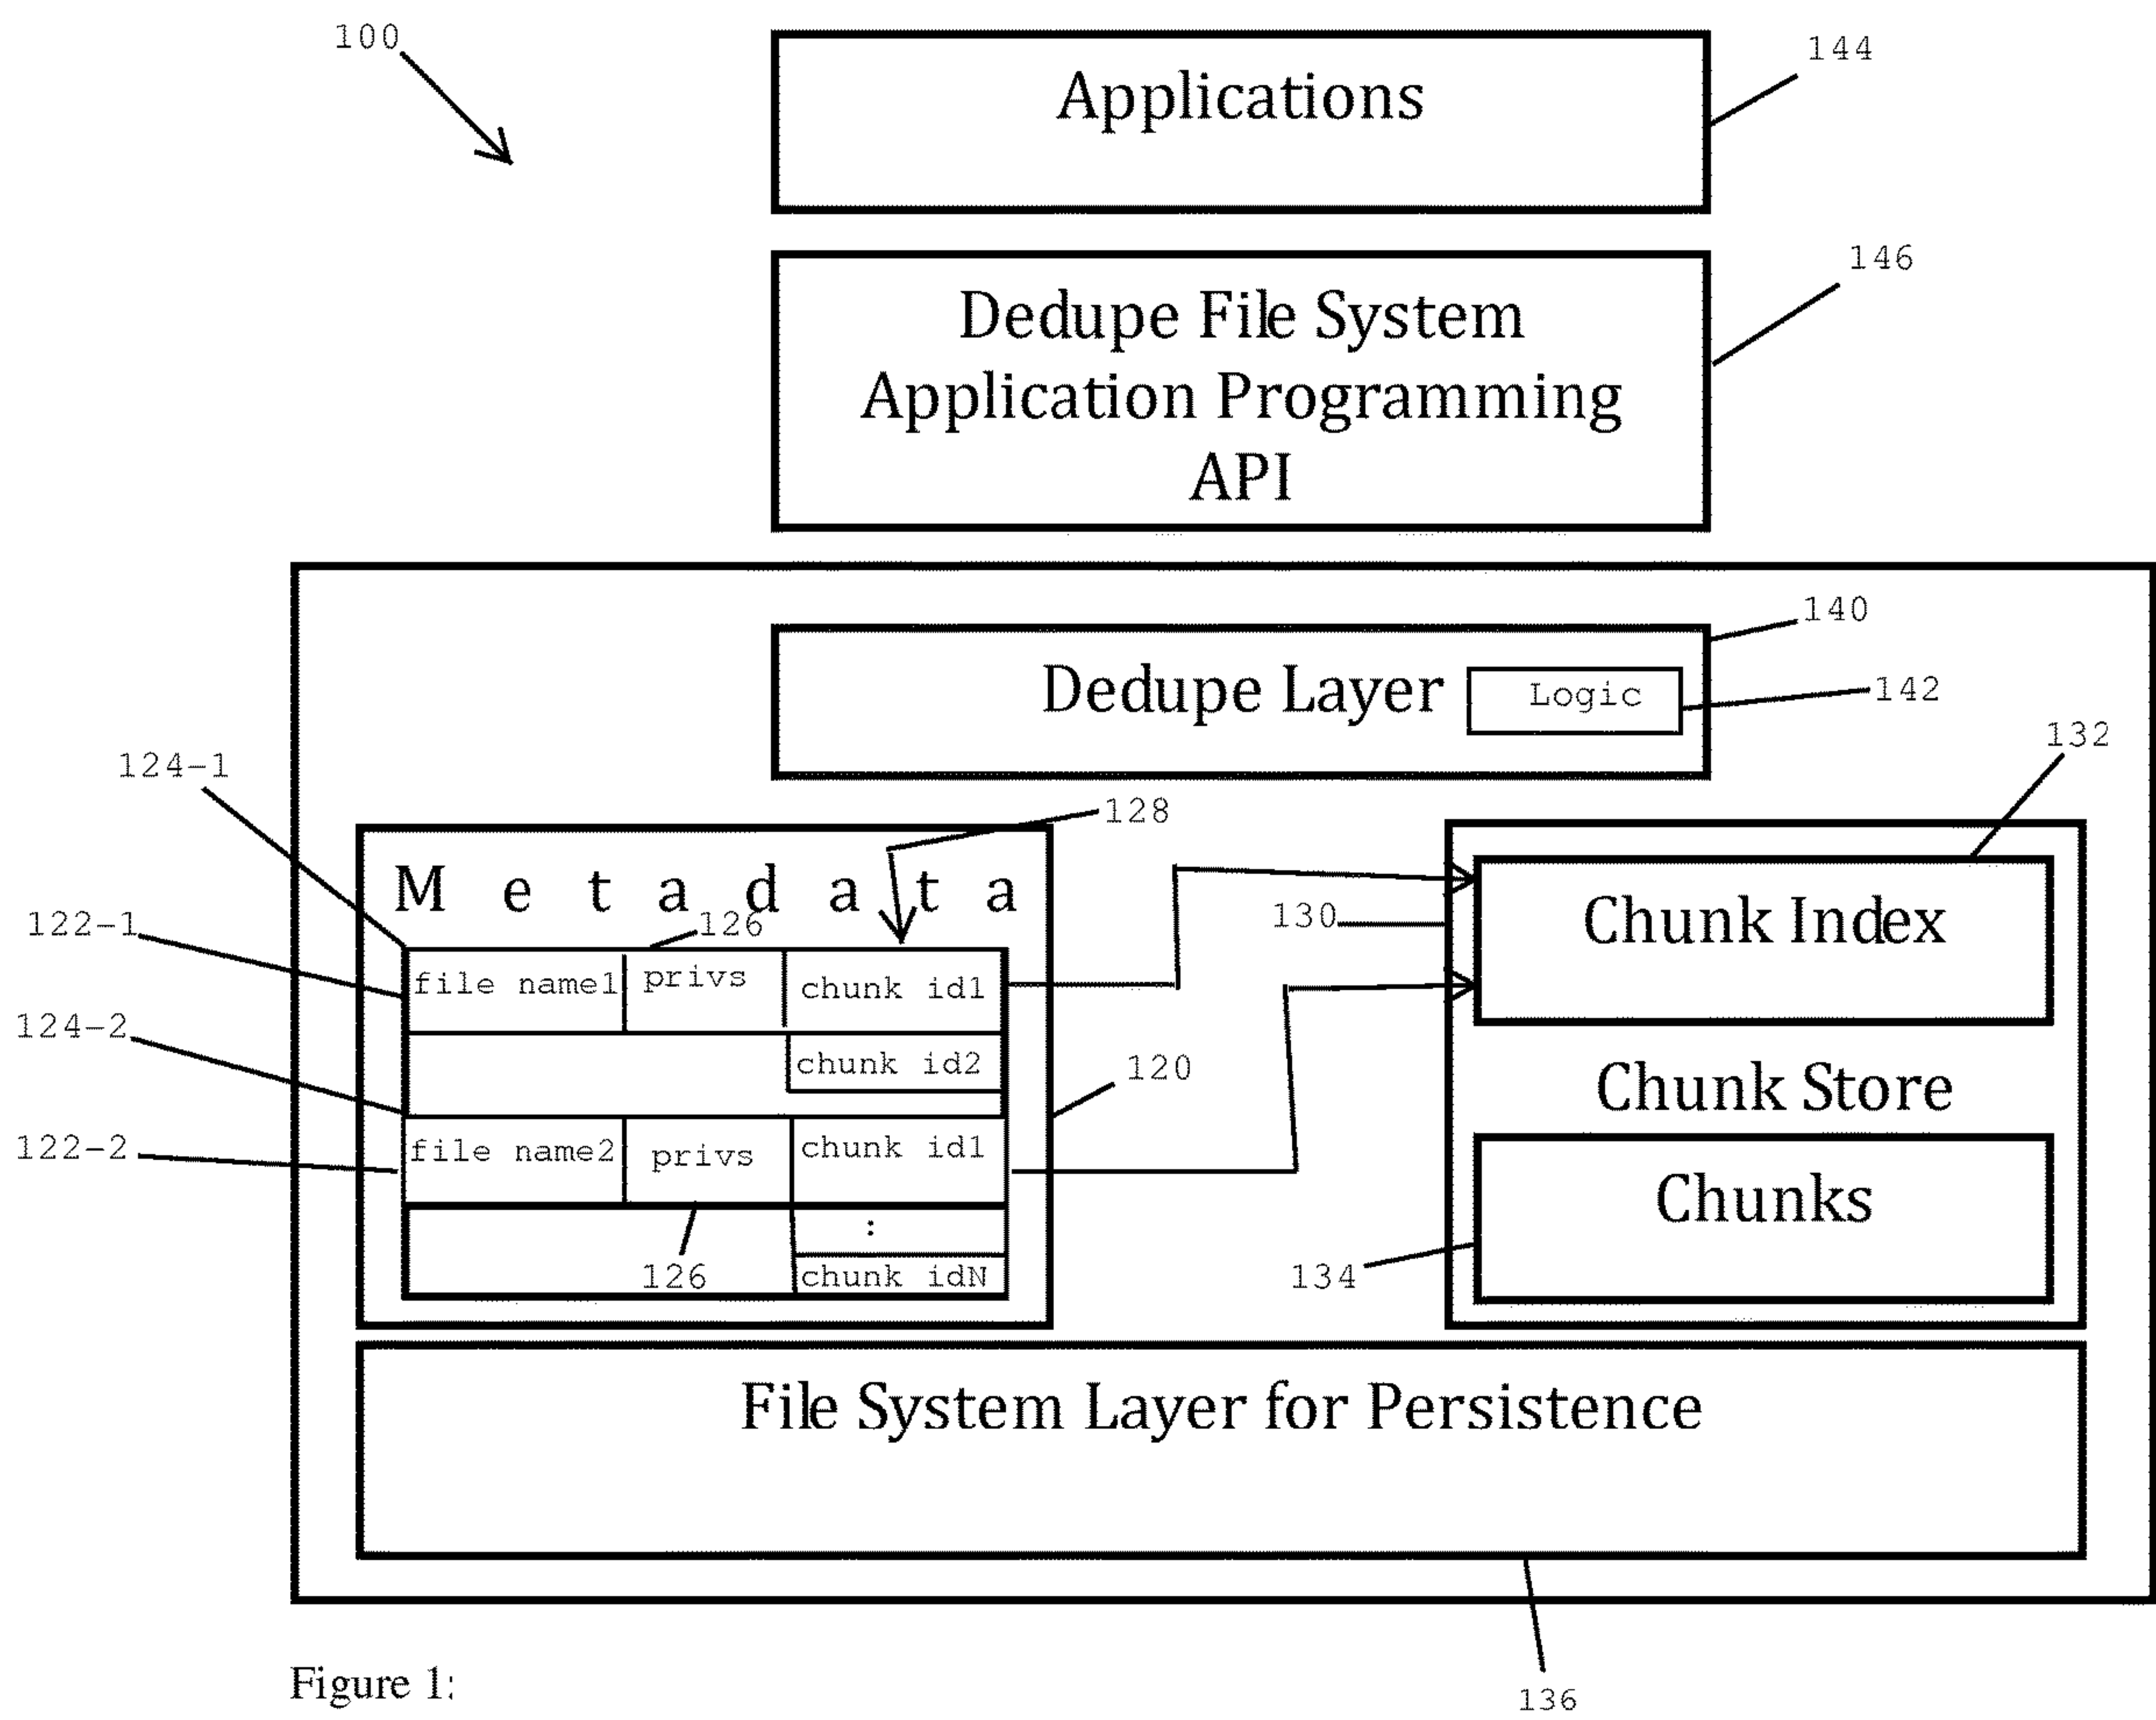 100
144
Applications
146
Dedupe File System
Application Programming
API
140
Dedupe Layer
Logic
142
132
124-1
128
Metadata
126
122-1
130
Chunk Index
file name1 privs chunk id1
124-2
chunk id2
120
Chunk Store
122-2
file name2 privs chunk id1
Chunks
:
126
chunk idN
134
File System Layer for Persistence
136
Figure 1: